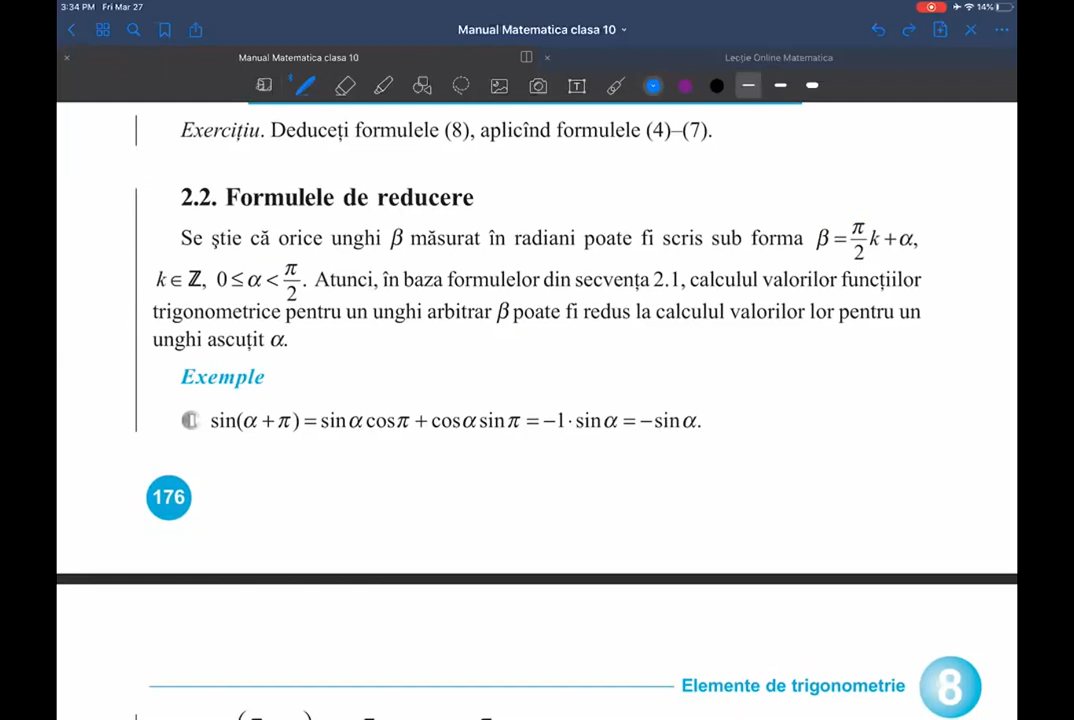 3:34 PM Fri Mar 27
14%
Manual Matematica clasa 10
Manual Matematica clasa 10
Lecție Online Matematica
Exercițiu. Deduceți formulele (8), aplicînd formulele (4)–(7).
2.2. Formulele de reducere
Se ştie că orice unghi β măsurat în radiani poate fi scris sub forma β = π/2 k + α,
k ∈ ℤ, 0 ≤ α < π/2. Atunci, în baza formulelor din secvența 2.1, calculul valorilor funcțiilor
trigonometrice pentru un unghi arbitrar β poate fi redus la calculul valorilor lor pentru un
unghi ascuțit α.
Exemple
sin(α + π) = sin α cos π + cos α sin π = −1 · sin α = −sin α.
176
Elemente de trigonometrie 8